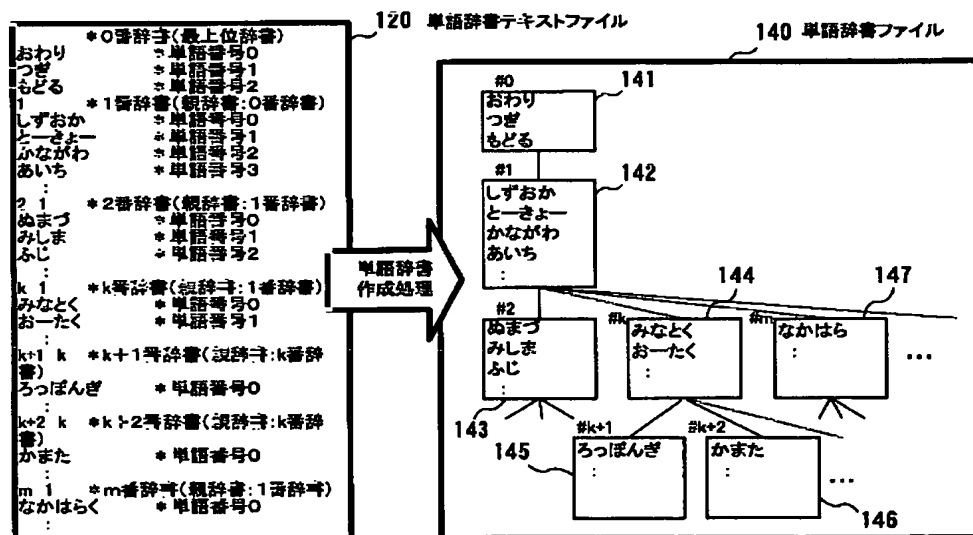 120 単語辞書テキストファイル
*0番辞書(最上位辞書)
おわり *単語番号0
つぎ *単語番号1
もどる *単語番号2
1 *1番辞書(親辞書:0番辞書)
しずおか *単語番号0
とーきょー *単語番号1
かながわ *単語番号2
あいち *単語番号3
:
2 1 *2番辞書(親辞書:1番辞書)
ぬまづ *単語番号0
みしま *単語番号1
ふじ *単語番号2
:
k 1 *k番辞書(親辞書:1番辞書)
みなとく *単語番号0
おーたく *単語番号1
:
k+1 k *k+1番辞書(親辞書:k番辞
書)
ろっぽんぎ *単語番号0
:
k+2 k *k+2番辞書(親辞書:k番辞
書)
かまた *単語番号0
:
m 1 *m番辞書(親辞書:1番辞書)
なかはらく *単語番号0
:
単語辞書
作成処理
140 単語辞書ファイル
#0
141
おわり
つぎ
もどる
#1
142
しずおか
とーきょー
かながわ
あいち
:
#2
ぬまづ
みしま
ふじ
:
143
#k
144
みなとく
おーたく
:
#m
147
なかはら
:
...
#k+1
ろっぽんぎ
:
145
#k+2
かまた
:
...
146